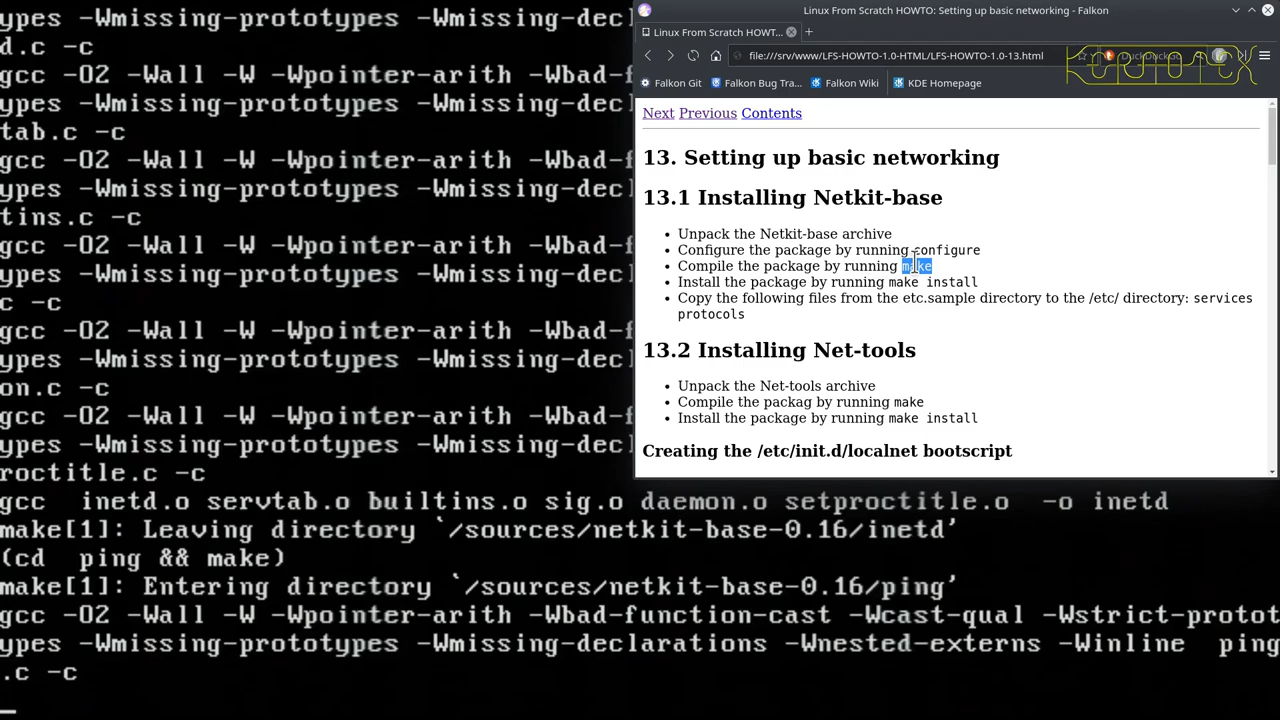 ypes -Wmissing-prototypes -Wmissing-decl
d.c -c
gcc -O2 -Wall -W -Wpointer-arith -Wbad-f
ypes -Wmissing-prototypes -Wmissing-decl
tab.c -c
gcc -O2 -Wall -W -Wpointer-arith -Wbad-f
ypes -Wmissing-prototypes -Wmissing-decl
tins.c -c
gcc -O2 -Wall -W -Wpointer-arith -Wbad-f
ypes -Wmissing-prototypes -Wmissing-decl
c -c
gcc -O2 -Wall -W -Wpointer-arith -Wbad-f
ypes -Wmissing-prototypes -Wmissing-decl
on.c -c
gcc -O2 -Wall -W -Wpointer-arith -Wbad-f
ypes -Wmissing-prototypes -Wmissing-decl
roctitle.c -c
gcc  inetd.o servtab.o builtins.o sig.o daemon.o setproctitle.o  -o inetd
make[1]: Leaving directory `/sources/netkit-base-0.16/inetd'
(cd  ping && make)
make[1]: Entering directory `/sources/netkit-base-0.16/ping'
gcc -O2 -Wall -W -Wpointer-arith -Wbad-function-cast -Wcast-qual -Wstrict-protot
ypes -Wmissing-prototypes -Wmissing-declarations -Wnested-externs -Winline  ping
.c -c
Linux From Scratch HOWTO: Setting up basic networking - Falkon
Linux From Scratch HOWT...
file:///srv/www/LFS-HOWTO-1.0-HTML/LFS-HOWTO-1.0-13.html
DuckDuckGo
Falkon Git Falkon Bug Tra... Falkon Wiki KDE Homepage
Next Previous Contents
13. Setting up basic networking
13.1 Installing Netkit-base
• Unpack the Netkit-base archive
• Configure the package by running configure
• Compile the package by running make
• Install the package by running make install
• Copy the following files from the etc.sample directory to the /etc/ directory: services
protocols
13.2 Installing Net-tools
• Unpack the Net-tools archive
• Compile the packag by running make
• Install the package by running make install
Creating the /etc/init.d/localnet bootscript